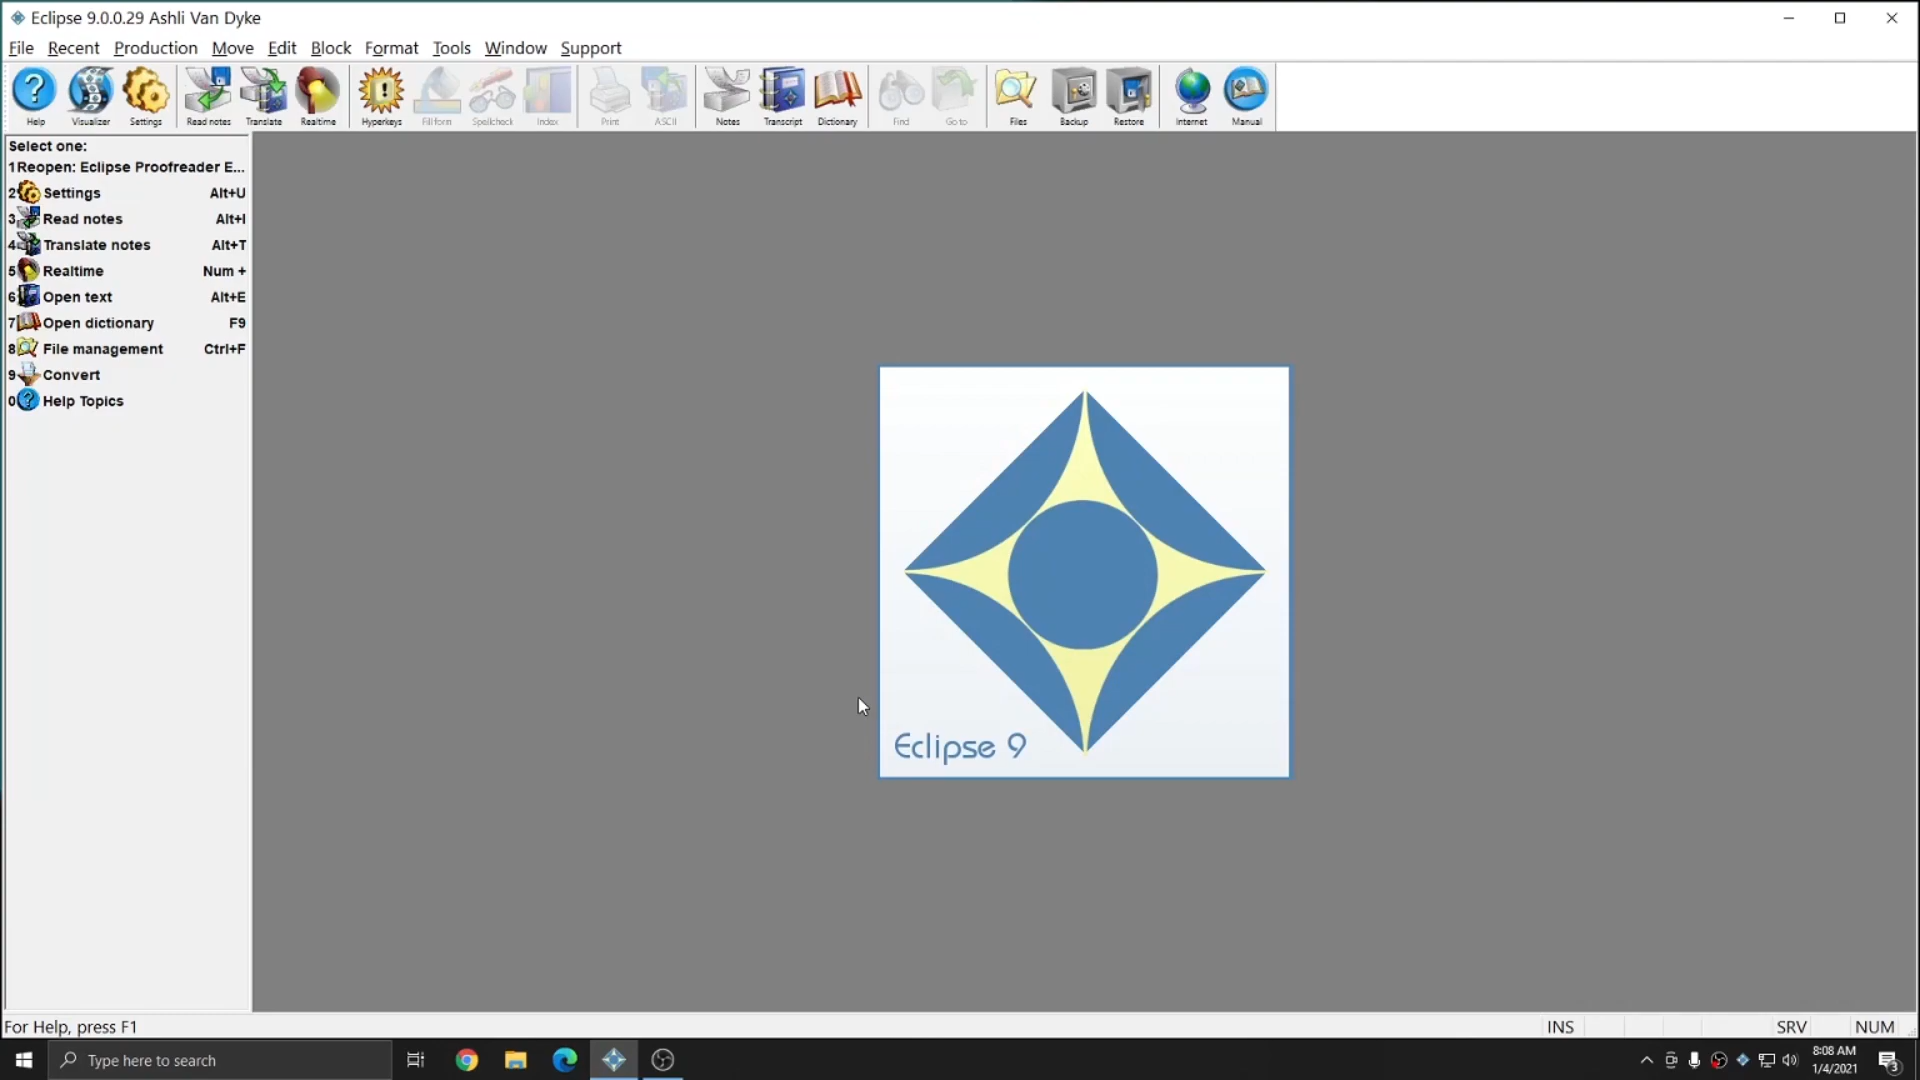 Eclipse 9.0.0.29 Ashli Van Dyke
File Recent Production Move Edit Block Format Tools Window Support
Help Visualizer Settings Read notes Translate Realtime Hyperkeys Fill form Spellcheck Index Print ASCII Notes Transcript Dictionary Find Go to Files Backup Restore Internet Manual
Select one:
1Reopen: Eclipse Proofreader E...
2 Settings Alt+U
3 Read notes Alt+I
4 Translate notes Alt+T
5 Realtime Num +
6 Open text Alt+E
7 Open dictionary F9
8 File management Ctrl+F
9 Convert
0 Help Topics
Eclipse 9
For Help, press F1 INS SRV NUM
Type here to search
8:08 AM
1/4/2021
3